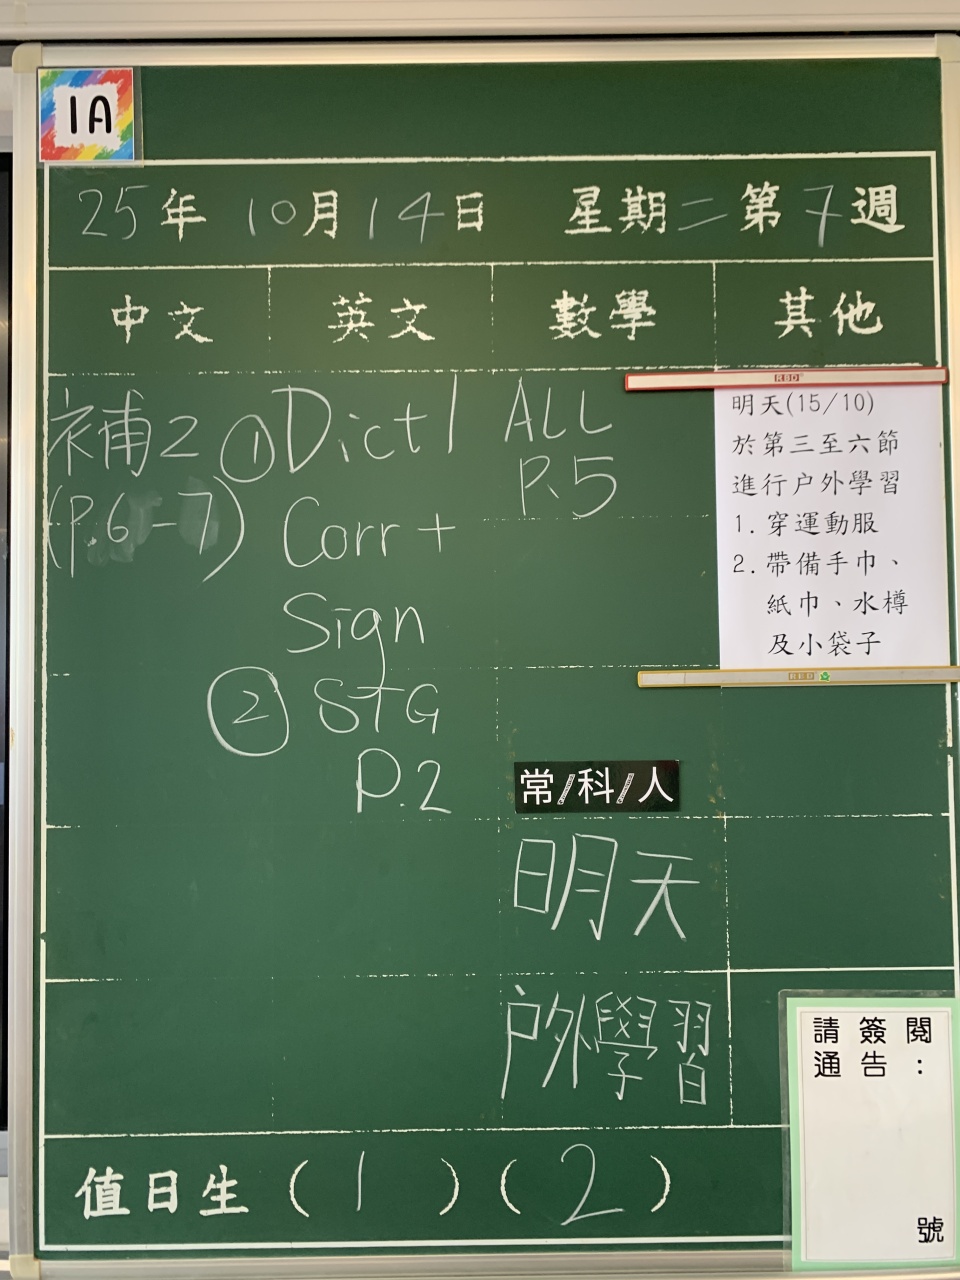 1A
25年 10月14日 星期二第7週
中文 英文 數學 其他
補2
(P.6-7)
① Dict 1
Corr +
Sign
② STG
P.2
ALL
P.5
RBD
明天(15/10)
於第三至六節
進行户外學習
1. 穿運動服
2. 帶備手巾、
紙巾、水樽
及小袋子
常/科/人
明天
户外學習
請簽閱
通告:
號
值日生 (1) (2)